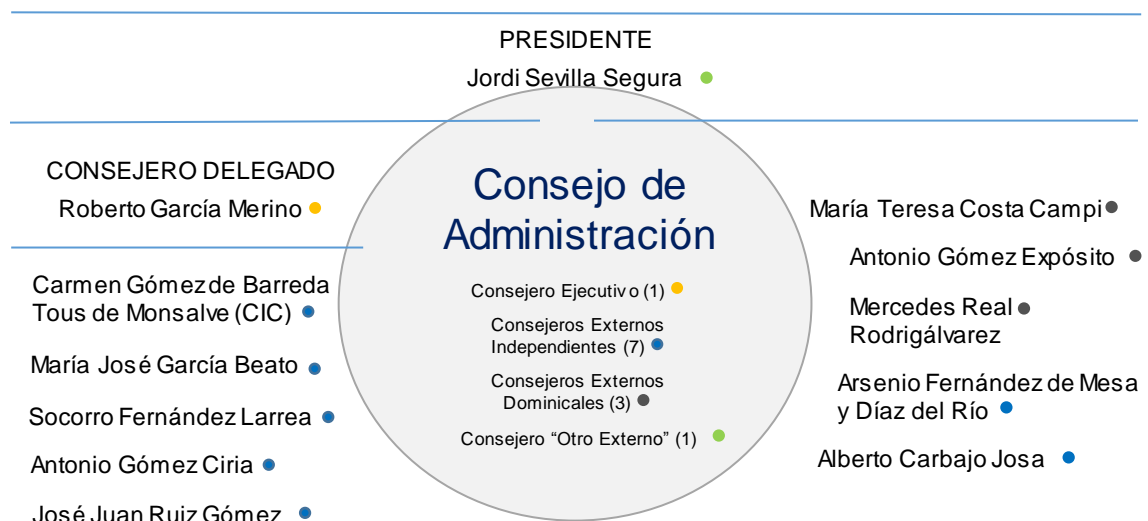 PRESIDENTE
Jordi Sevilla Segura
CONSEJERO DELEGADO
Roberto García Merino
Carmen Gómez de Barreda
Tous de Monsalve (CIC)
María José García Beato
Socorro Fernández Larrea
Antonio Gómez Ciria
José Juan Ruiz Gómez
Consejo de
Administración
Consejero Ejecutivo (1)
Consejeros Externos
Independientes (7)
Consejeros Externos
Dominicales (3)
Consejero “Otro Externo” (1)
María Teresa Costa Campi
Antonio Gómez Expósito
Mercedes Real
Rodrigálvarez
Arsenio Fernández de Mesa
y Díaz del Río
Alberto Carbajo Josa